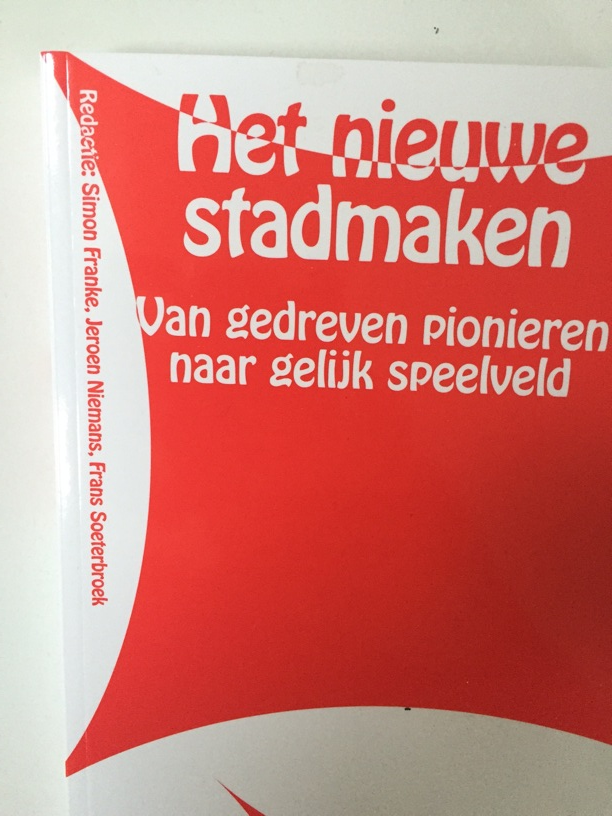 Het nieuwe
stadmaken
Van gedreven pionieren
naar gelijk speelveld
Redactie: Simon Franke, Jeroen Niemans, Frans Soeterbroek